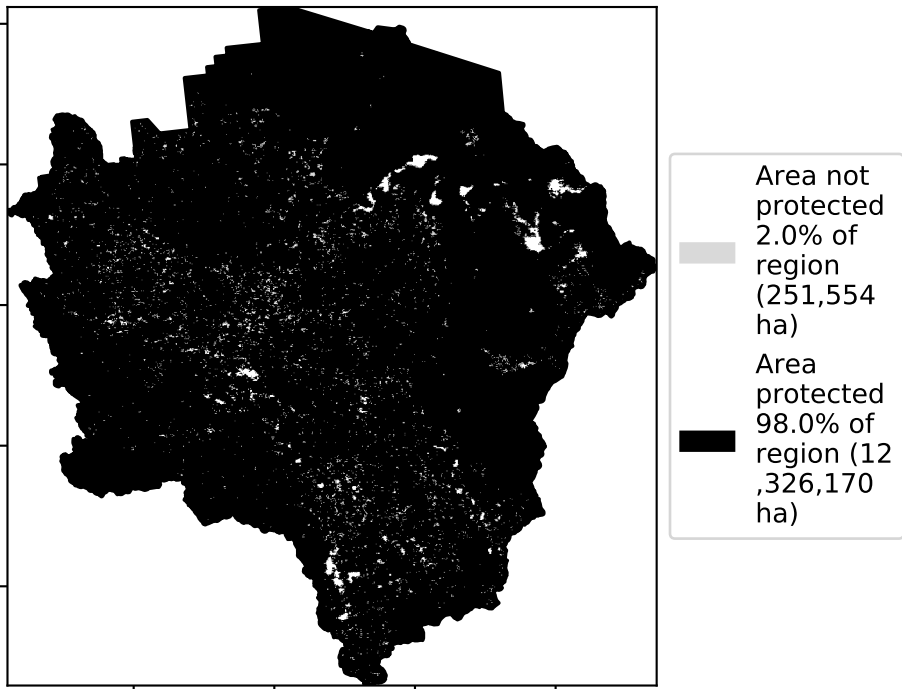 Area not
protected
2.0% of
region
(251,554
ha)
Area
protected
98.0% of
region (12
,326,170
ha)